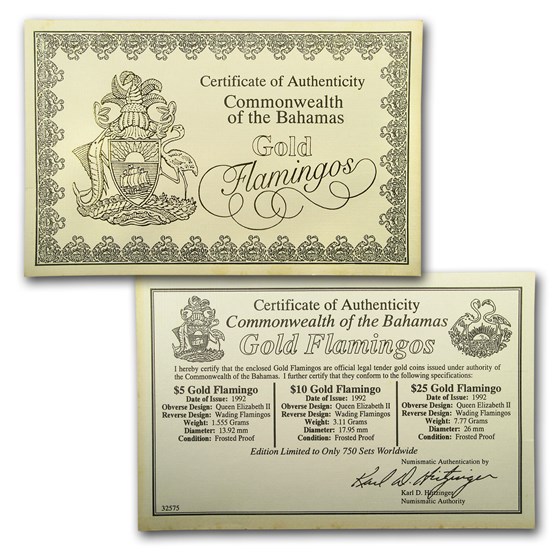 Certificate of Authenticity
Commonwealth
of the Bahamas
Gold
Flamingos
Certificate of Authenticity
Commonwealth of the Bahamas
Gold Flamingos
I hereby certify that the enclosed Gold Flamingos are official legal tender gold coins issued under authority of
the Commonwealth of the Bahamas. I further certify that they conform to the following specifications:
$5 Gold Flamingo
Date of Issue: 1992
Obverse Design: Queen Elizabeth II
Reverse Design: Wading Flamingos
Weight: 1.555 Grams
Diameter: 13.92 mm
Condition: Frosted Proof
$10 Gold Flamingo
Date of Issue: 1992
Obverse Design: Queen Elizabeth II
Reverse Design: Wading Flamingos
Weight: 3.11 Grams
Diameter: 17.95 mm
Condition: Frosted Proof
$25 Gold Flamingo
Date of Issue: 1992
Obverse Design: Queen Elizabeth II
Reverse Design: Wading Flamingos
Weight: 7.77 Grams
Diameter: 26 mm
Condition: Frosted Proof
Edition Limited to Only 750 Sets Worldwide
Numismatic Authentication by
Karl D. Hirtzinger
Karl D. Hirtzinger
Numismatic Authority
32575